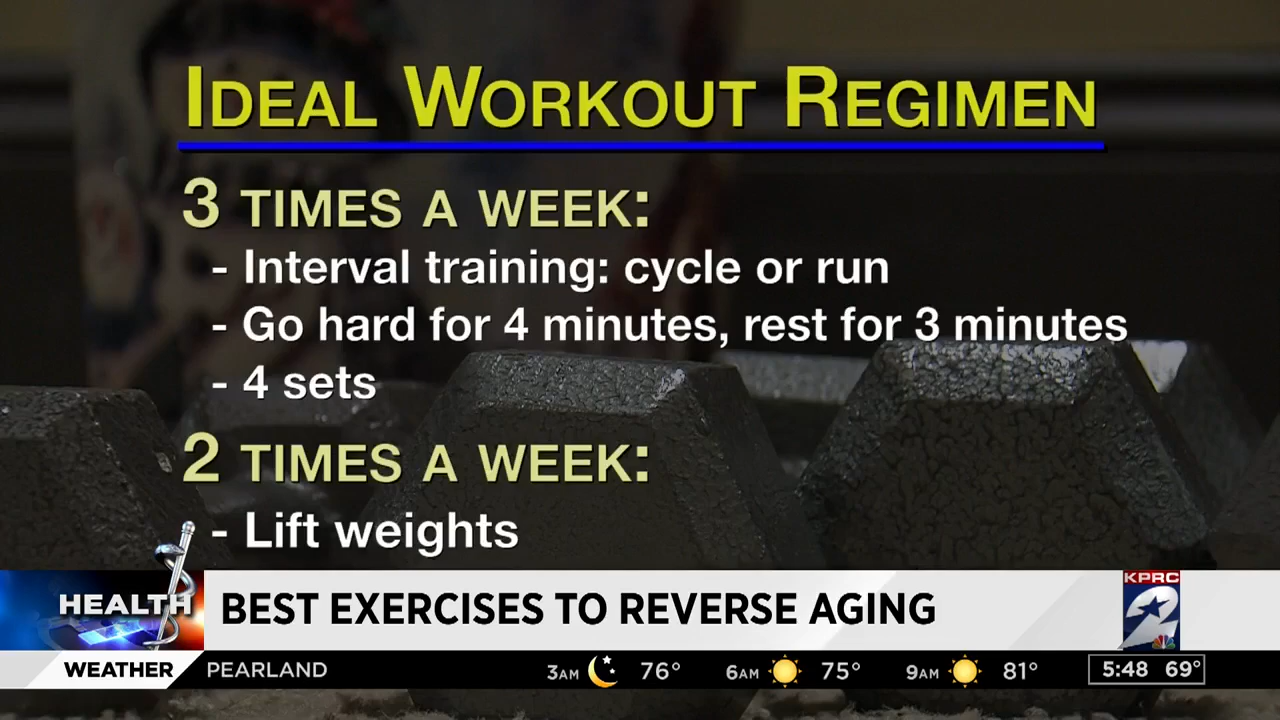 IDEAL WORKOUT REGIMEN
3 TIMES A WEEK:
- Interval training: cycle or run
- Go hard for 4 minutes, rest for 3 minutes
- 4 sets
2 TIMES A WEEK:
- Lift weights
HEALTH
BEST EXERCISES TO REVERSE AGING
KPRC
2
WEATHER
PEARLAND
3AM 76° 6AM 75° 9AM 81°
5:48 69°